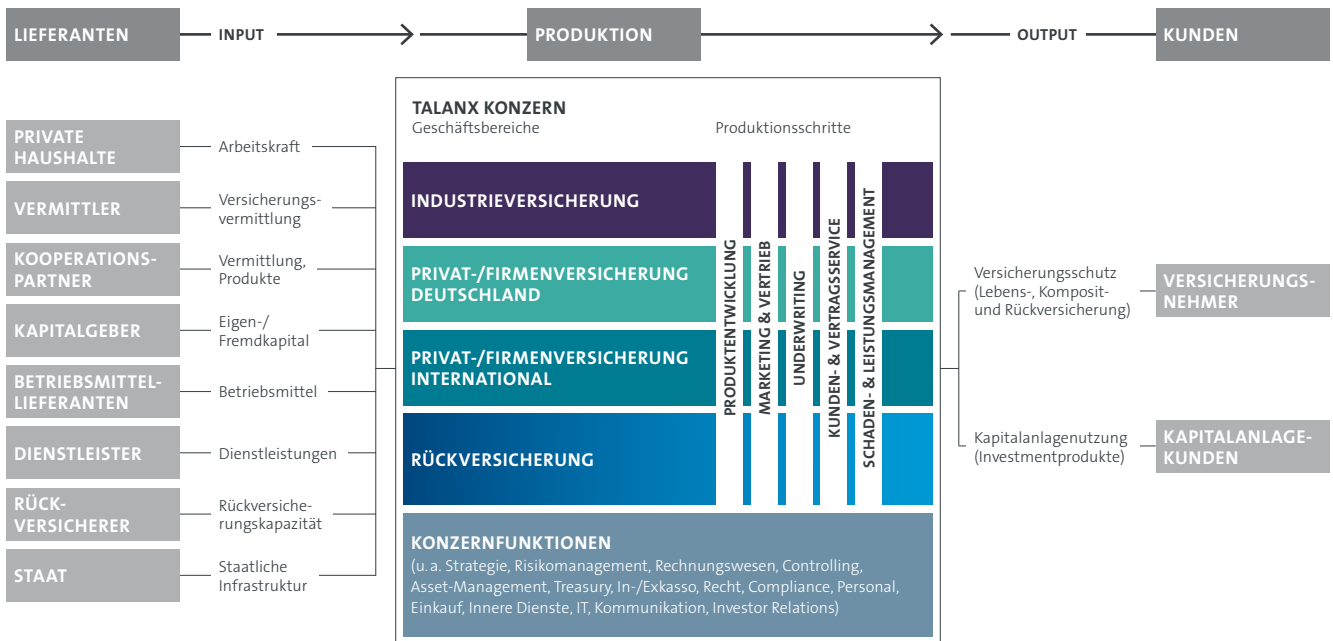 LIEFERANTEN
INPUT
PRODUKTION
OUTPUT
KUNDEN
PRIVATE
HAUSHALTE
Arbeitskraft
VERMITTLER
Versicherungs-
vermittlung
KOOPERATIONS-
PARTNER
Vermittlung,
Produkte
KAPITALGEBER
Eigen-/
Fremdkapital
BETRIEBSMITTEL-
LIEFERANTEN
Betriebsmittel
DIENSTLEISTER
Dienstleistungen
RÜCK-
VERSICHERER
Rückversiche-
rungskapazität
STAAT
Staatliche
Infrastruktur
TALANX KONZERN
Geschäftsbereiche
Produktionsschritte
INDUSTRIEVERSICHERUNG
PRIVAT-/FIRMENVERSICHERUNG
DEUTSCHLAND
PRIVAT-/FIRMENVERSICHERUNG
INTERNATIONAL
RÜCKVERSICHERUNG
PRODUKTENTWICKLUNG
MARKETING & VERTRIEB
UNDERWRITING
KUNDEN- & VERTRAGSSERVICE
SCHADEN- & LEISTUNGSMANAGEMENT
KONZERNFUNKTIONEN
(u. a. Strategie, Risikomanagement, Rechnungswesen, Controlling,
Asset-Management, Treasury, In-/Exkasso, Recht, Compliance, Personal,
Einkauf, Innere Dienste, IT, Kommunikation, Investor Relations)
Versicherungsschutz
(Lebens-, Komposit-
und Rückversicherung)
VERSICHERUNGS-
NEHMER
Kapitalanlagenutzung
(Investmentprodukte)
KAPITALANLAGE-
KUNDEN